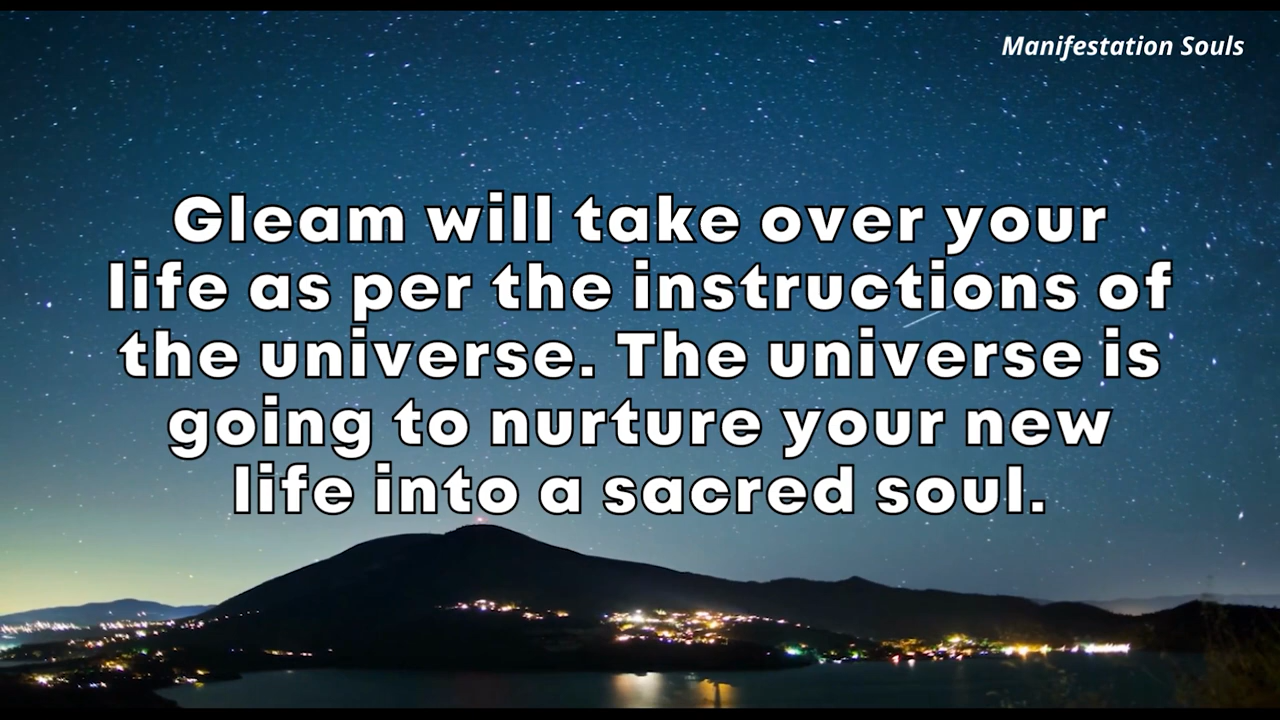 Manifestation Souls
Gleam will take over your
life as per the instructions of
the universe. The universe is
going to nurture your new
life into a sacred soul.